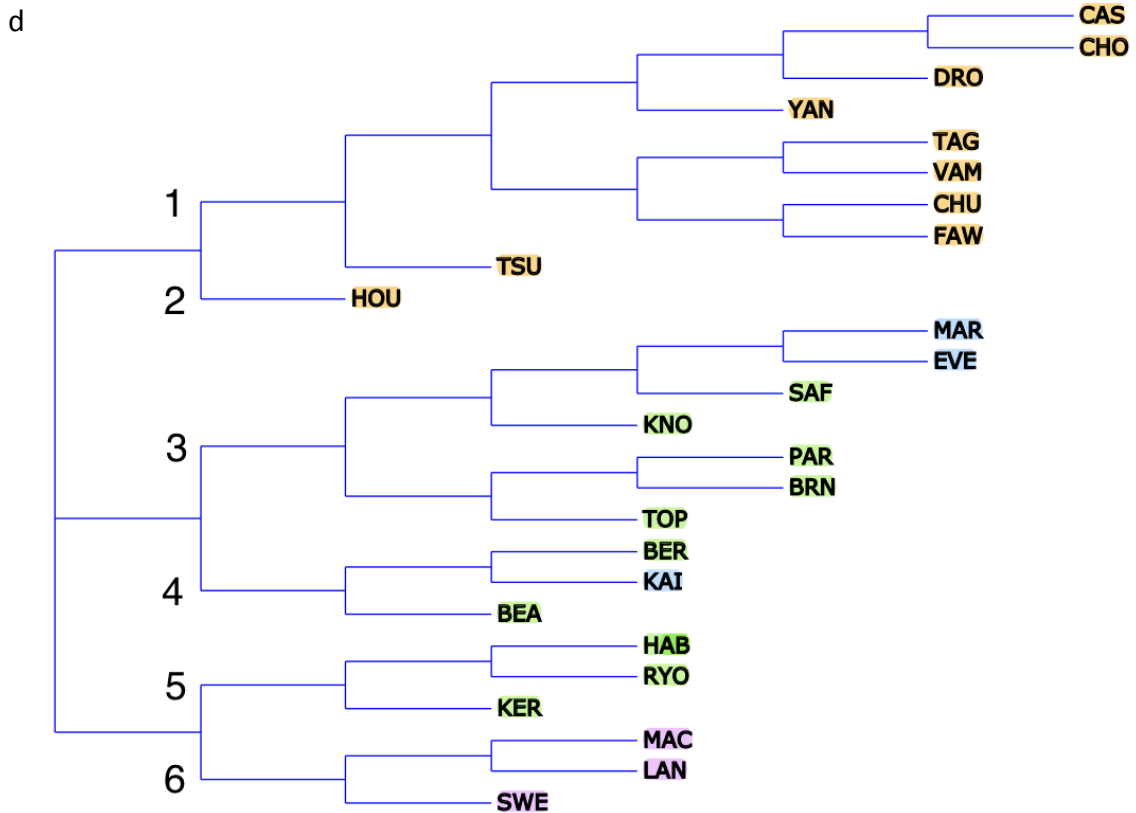 d
CAS
CHO
DRO
YAN
TAG
VAM
1
CHU
FAW
TSU
2
HOU
MAR
EVE
SAF
KNO
3
PAR
BRN
TOP
BER
KAI
4
BEA
HAB
RYO
5
KER
MAC
LAN
6
SWE